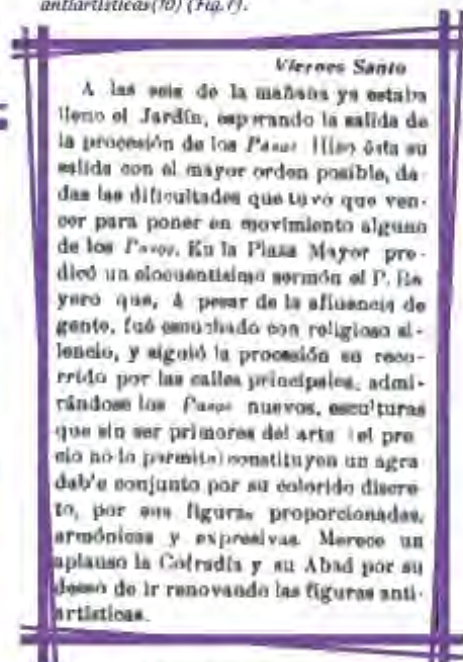 antiartísticas(10) (Fig.7).
Viernes Santo
A las seis de la mañana ya estaba
lleno el Jardín, esperando la salida de
la procesión de los Pasos. Hizo ésta su
salida con el mayor orden posible, da-
das las dificultades que tuvo que ven-
cer para poner en movimiento alguno
de los Pasos. En la Plaza Mayor pre-
dicó un elocuentísimo sermón el P. Re
yero que, á pesar de la afluencia de
gente, fué escuchado con religioso si-
lencio, y siguió la procesión su reco-
rrido por las calles principales, admi-
rándose los Pasos nuevos, esculturas
que sin ser primores del arte (el pre
cio no lo permite) constituyen un agra
dable conjunto por su colorido discre-
to, por sus figuras proporcionadas,
armónicas y expresivas. Merece un
aplauso la Cofradía y su Abad por su
deseo de ir renovando las figuras anti-
artísticas.